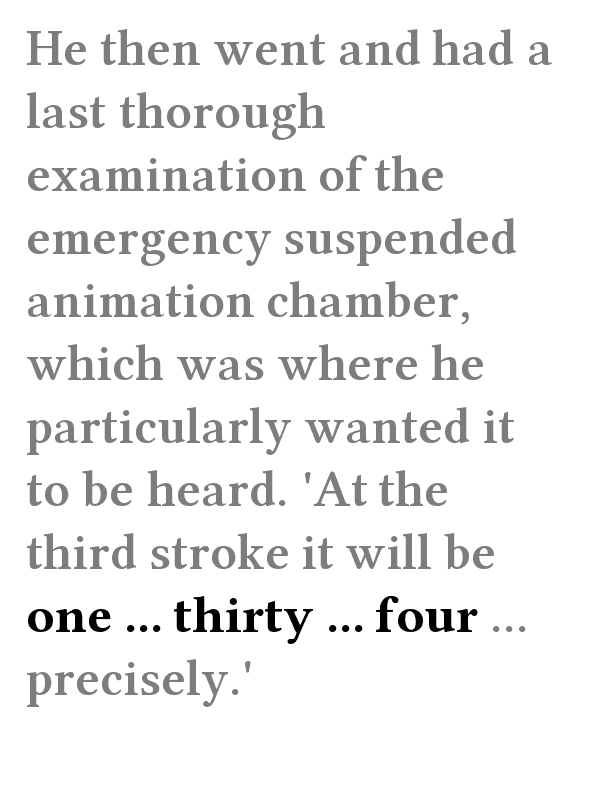 He then went and had a
last thorough
examination of the
emergency suspended
animation chamber,
which was where he
particularly wanted it
to be heard. 'At the
third stroke it will be
one ... thirty ... four ...
precisely.'